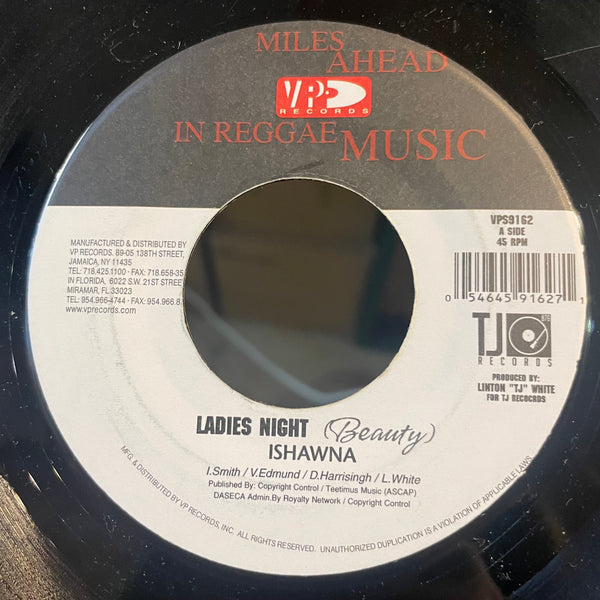 MILES
AHEAD
VP
RECORDS
IN REGGAE MUSIC
VPS9162
A SIDE
45 RPM
MANUFACTURED & DISTRIBUTED BY
VP RECORDS. 89-05 138TH STREET,
JAMAICA, NY 11435
TEL: 718.425.1100 · FAX: 718.658-35
IN FLORIDA, 6022 S.W. 21ST STREET
MIRAMAR, FL 33023
TEL: 954.966-4744 · FAX: 954.966.8
www.vprecords.com
0 54645 91627 1
TJ
RECORDS
PRODUCED BY:
LINTON "TJ" WHITE
FOR TJ RECOCRDS
LADIES NIGHT (Beauty)
ISHAWNA
I.Smith / V.Edmund / D.Harrisingh / L.White
Published By: Copyright Control / Teetimus Music (ASCAP)
DASECA Admin.By Royalty Network / Copyright Control
MFG. & DISTRIBUTED BY VP RECORDS, INC. ALL RIGHTS RESERVED. UNAUTHORIZED DUPLICATION IS A VIOLATION OF APPLICABLE LAWS.